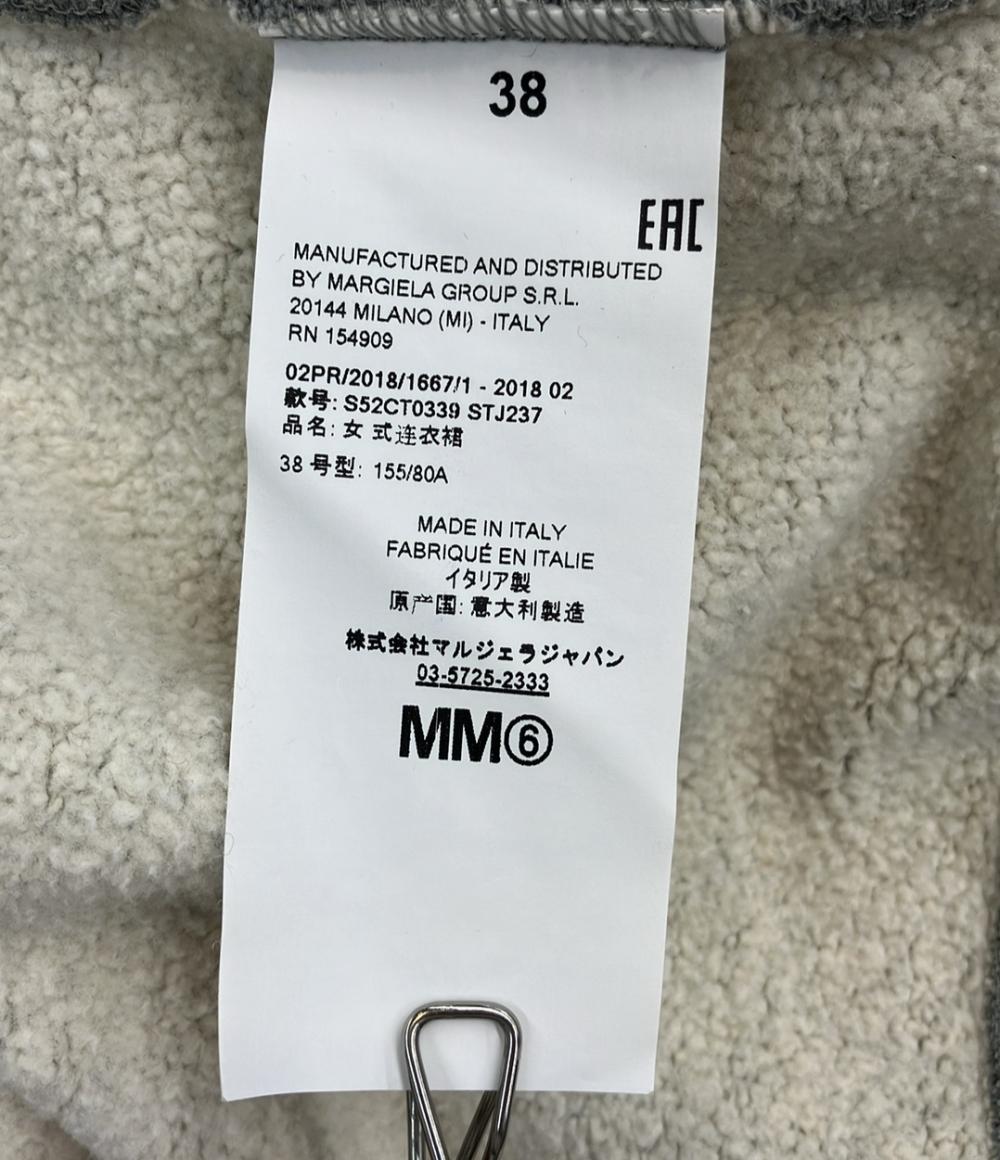 38
EAC
MANUFACTURED AND DISTRIBUTED
BY MARGIELA GROUP S.R.L.
20144 MILANO (MI) - ITALY
RN 154909
02PR/2018/1667/1 - 2018 02
款号: S52CT0339 STJ237
品名: 女 式连衣裙
38 号型: 155/80A
MADE IN ITALY
FABRIQUÉ EN ITALIE
イタリア製
原产国: 意大利製造
株式会社マルジェラジャパン
03-5725-2333
MM⑥